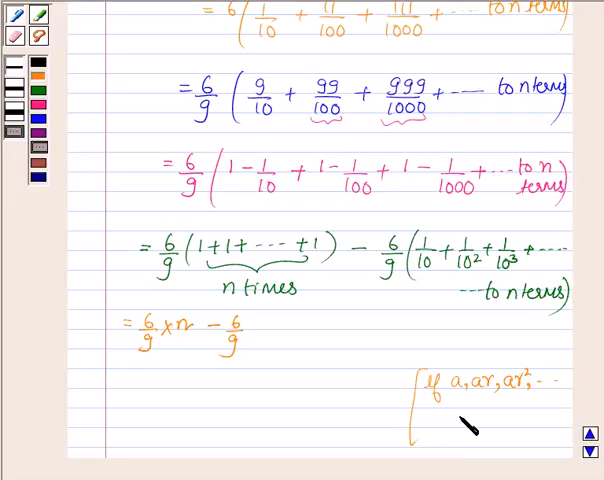 = 6 ( 1/10 + 11/100 + 111/1000 + ---- to n terms
= 6/9 ( 9/10 + 99/100 + 999/1000 + ---- to n terms)
= 6/9 ( 1 - 1/10 + 1 - 1/100 + 1 - 1/1000 + --- to n terms)
= 6/9 (1+1+ ---- +1) - 6/9 ( 1/10 + 1/10² + 1/10³ + ----
n times ---to n terms)
= 6/9 × n - 6/9
[ If a, ar, ar², ---